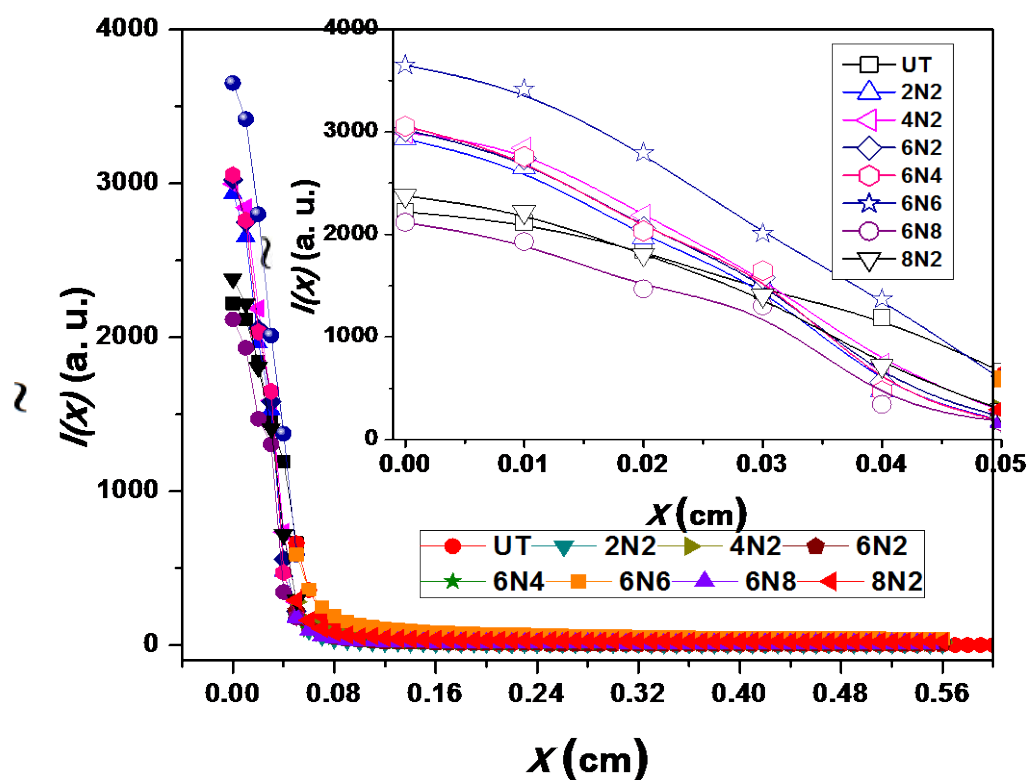 4000
3000
2000
1000
0
~
I(x) (a. u.)
0.00 0.08 0.16 0.24 0.32 0.40 0.48 0.56
X (cm)
4000
3000
2000
1000
0
~
I(x) (a. u.)
0.00 0.01 0.02 0.03 0.04 0.05
X (cm)
UT
2N2
4N2
6N2
6N4
6N6
6N8
8N2
UT 2N2 4N2 6N2
6N4 6N6 6N8 8N2